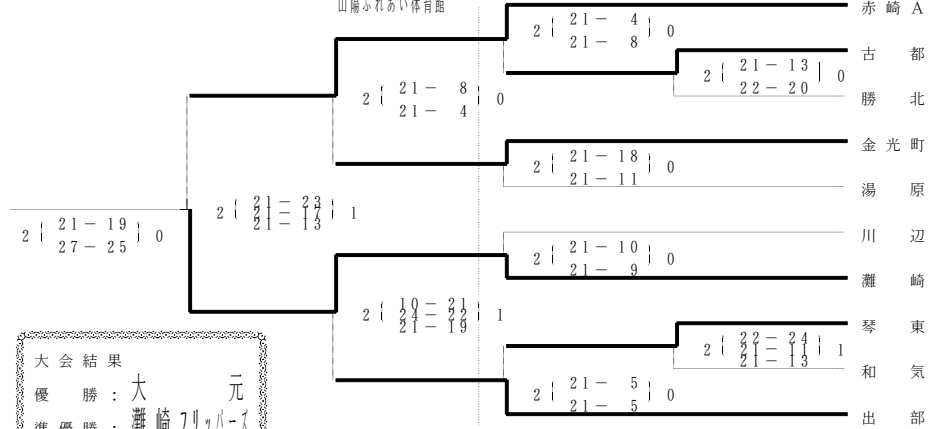 山陽ふれあい体育館
赤崎A
2 21－ 4 0
21－ 8
古都
2 21－13 0
22－20
勝北
2 21－ 8 0
21－ 4
金光町
2 21－18 0
21－11
湯原
2 21－23 1
21－17
21－13
2 21－19 0
27－25
川辺
2 21－10 0
21－ 9
灘崎
2 10－21 1
24－22
21－19
琴東
2 22－24 1
21－11
21－13
和気
2 21－ 5 0
21－ 5
出部
大会結果
優勝：大元
準優勝：灘崎フリッパーズ